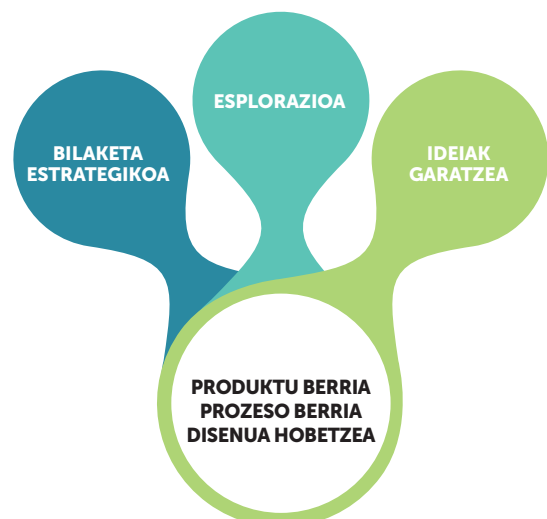 BILAKETA
ESTRATEGIKOA
ESPLORAZIOA
IDEIAK
GARATZEA
PRODUKTU BERRIA
PROZESO BERRIA
DISENUA HOBETZEA